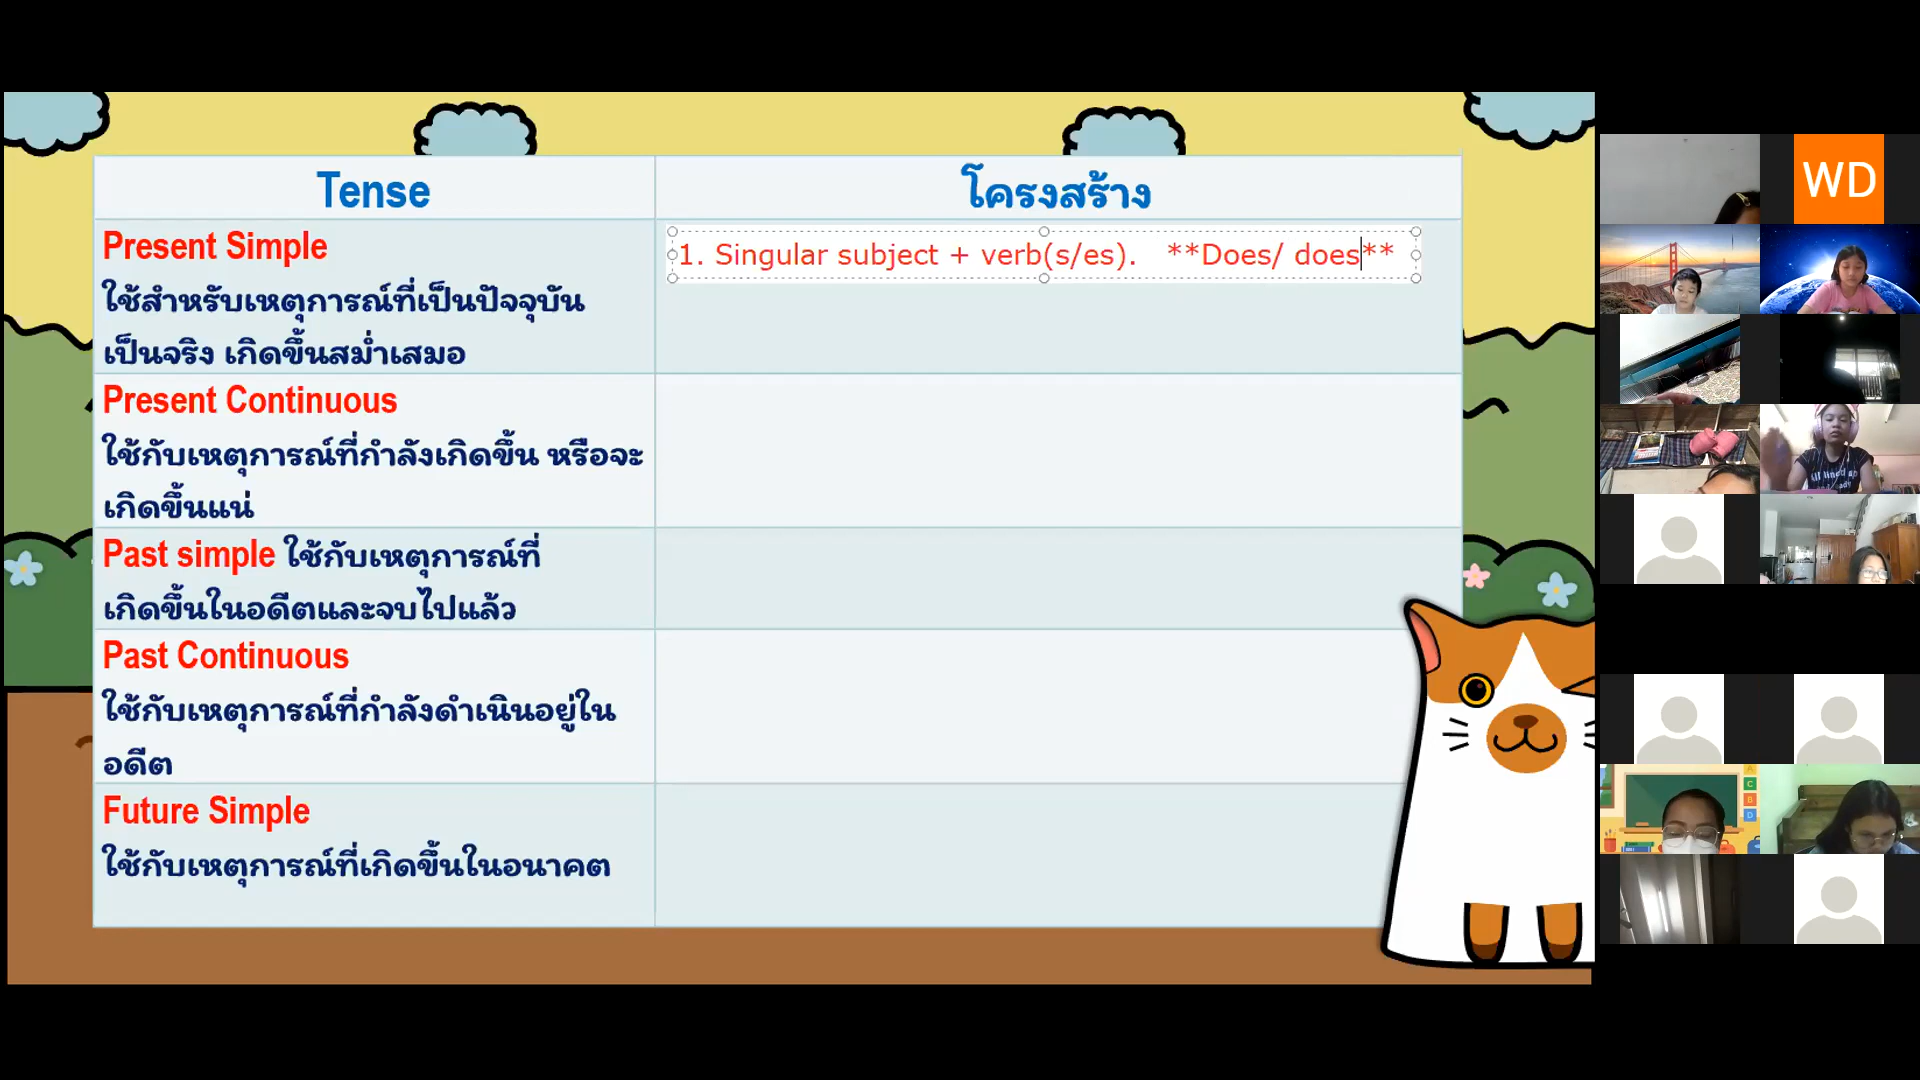 Tense
โครงสร้าง
Present Simple
ใช้สำหรับเหตุการณ์ที่เป็นปัจจุบัน
เป็นจริง เกิดขึ้นสม่ำเสมอ
1. Singular subject + verb(s/es).   **Does/ does**
Present Continuous
ใช้กับเหตุการณ์ที่กำลังเกิดขึ้น หรือจะ
เกิดขึ้นแน่
Past simple ใช้กับเหตุการณ์ที่
เกิดขึ้นในอดีตและจบไปแล้ว
Past Continuous
ใช้กับเหตุการณ์ที่กำลังดำเนินอยู่ใน
อดีต
Future Simple
ใช้กับเหตุการณ์ที่เกิดขึ้นในอนาคต
WD